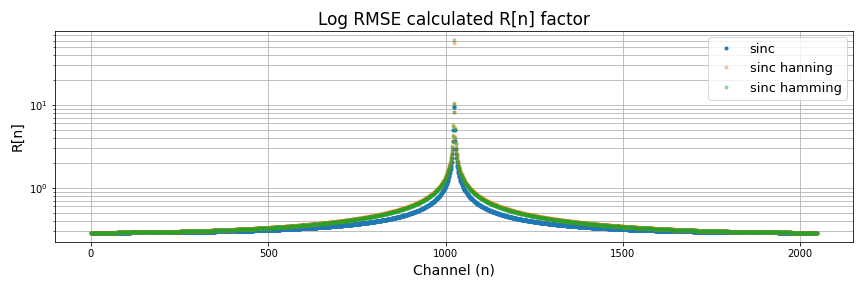 Log RMSE calculated R[n] factor
sinc
sinc hanning
sinc hamming
R[n]
10¹
10⁰
0
500
1000
1500
2000
Channel (n)